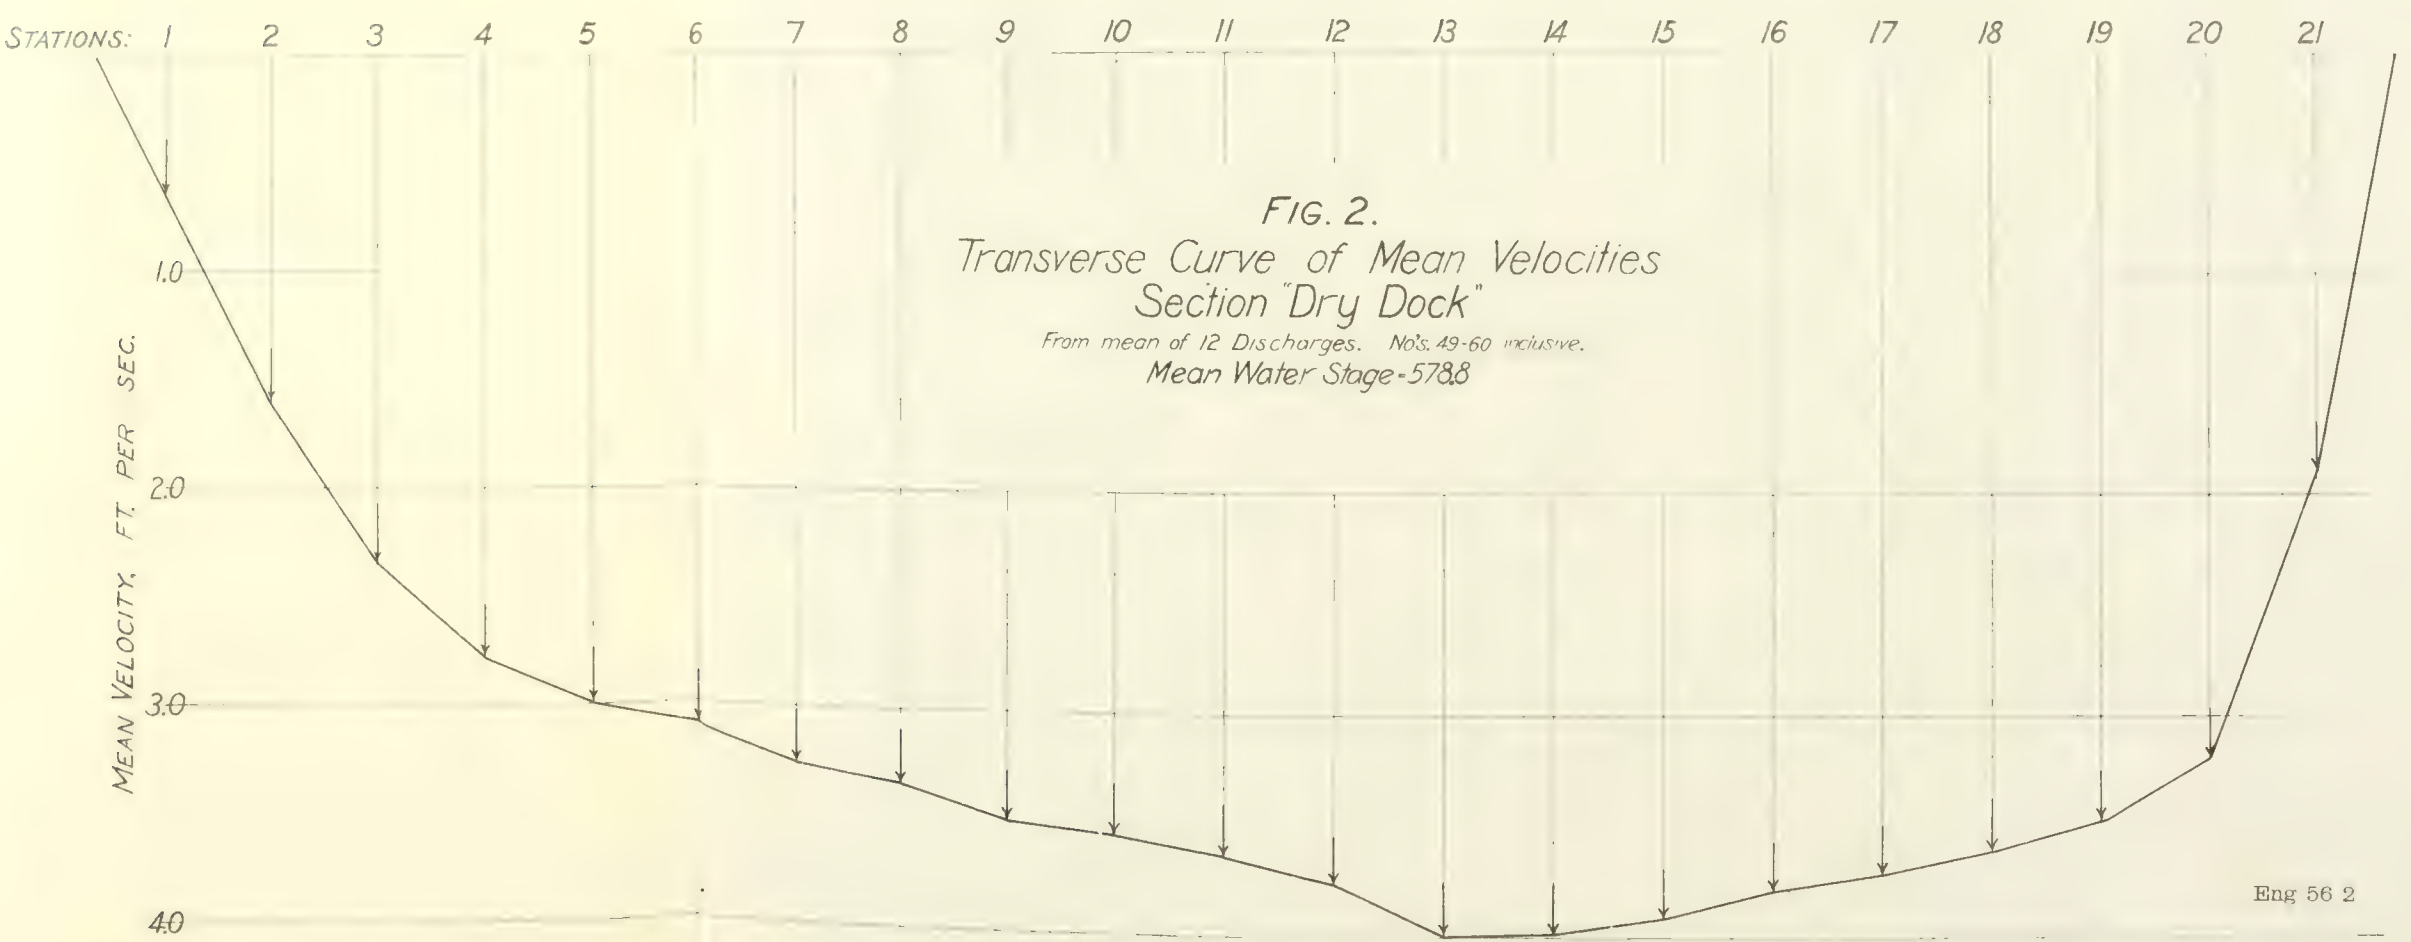 STATIONS: 1 2 3 4 5 6 7 8 9 10 11 12 13 14 15 16 17 18 19 20 21
FIG. 2.
Transverse Curve of Mean Velocities
Section "Dry Dock"
From mean of 12 Discharges. No's. 49-60 inclusive.
Mean Water Stage-578.8
MEAN VELOCITY, FT. PER SEC.
1.0
2.0
3.0
4.0
Eng 56 2